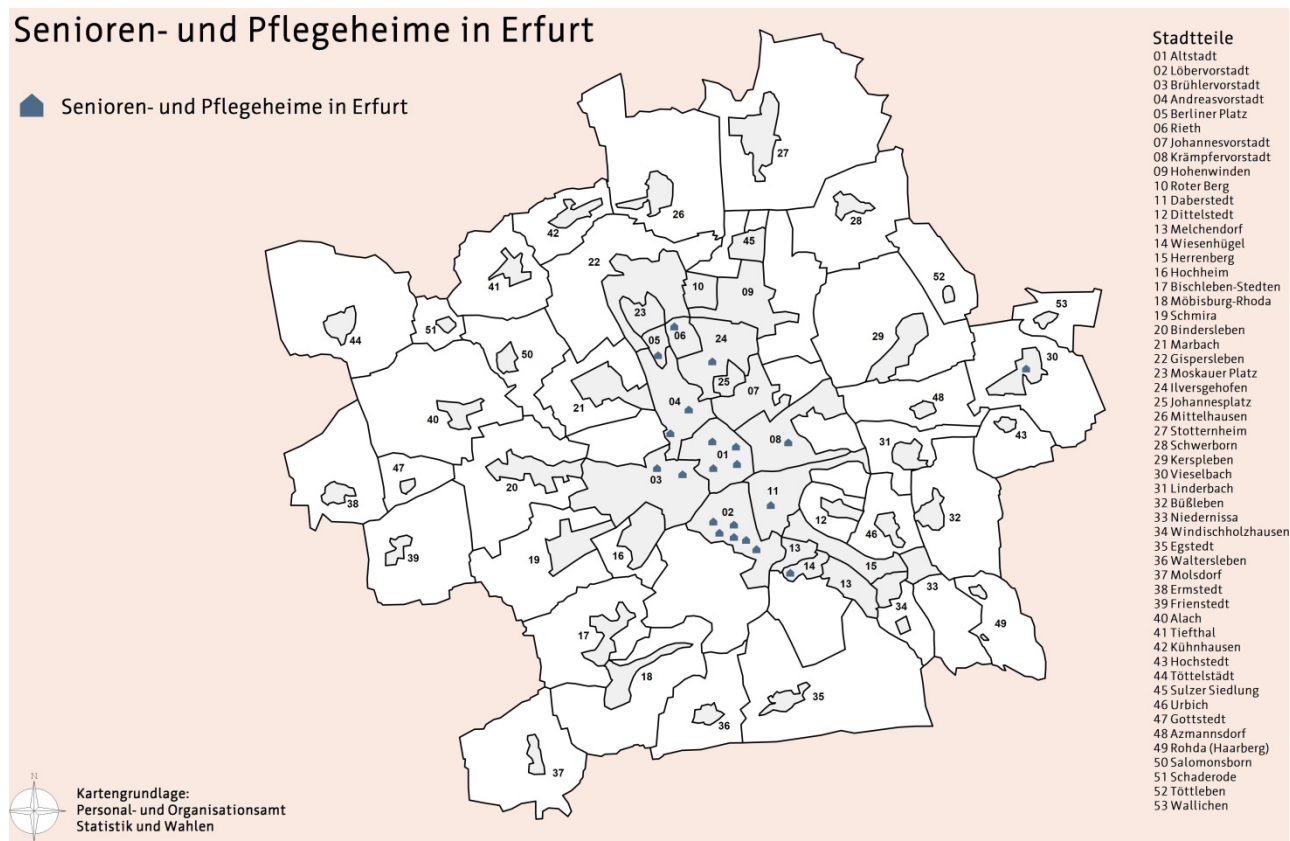 Senioren- und Pflegeheime in Erfurt
Senioren- und Pflegeheime in Erfurt
Stadtteile
01 Altstadt
02 Löbervorstadt
03 Brühlervorstadt
04 Andreasvorstadt
05 Berliner Platz
06 Rieth
07 Johannesvorstadt
08 Krämpfervorstadt
09 Hohenwinden
10 Roter Berg
11 Daberstedt
12 Dittelstedt
13 Melchendorf
14 Wiesenhügel
15 Herrenberg
16 Hochheim
17 Bischleben-Stedten
18 Möbisburg-Rhoda
19 Schmira
20 Bindersleben
21 Marbach
22 Gispersleben
23 Moskauer Platz
24 Ilversgehofen
25 Johannesplatz
26 Mittelhausen
27 Stotternheim
28 Schwerborn
29 Kerspleben
30 Vieselbach
31 Linderbach
32 Büßleben
33 Niedernissa
34 Windischholzhausen
35 Egstedt
36 Waltersleben
37 Molsdorf
38 Ermstedt
39 Frienstedt
40 Alach
41 Tiefthal
42 Kühnhausen
43 Hochstedt
44 Töttelstädt
45 Sulzer Siedlung
46 Urbich
47 Gottstedt
48 Azmannsdorf
49 Rohda (Haarberg)
50 Salomonsborn
51 Schaderode
52 Töttleben
53 Wallichen
27
26
28
42
45
22
41
52
10
09
53
23
51
44
06
05
24
29
50
30
25
07
21
04
48
40
43
08
31
01
47
03
20
38
11
02
12
32
46
13
39
19
16
14
15
13
33
34
49
17
18
35
36
37
N
Kartengrundlage:
Personal- und Organisationsamt
Statistik und Wahlen